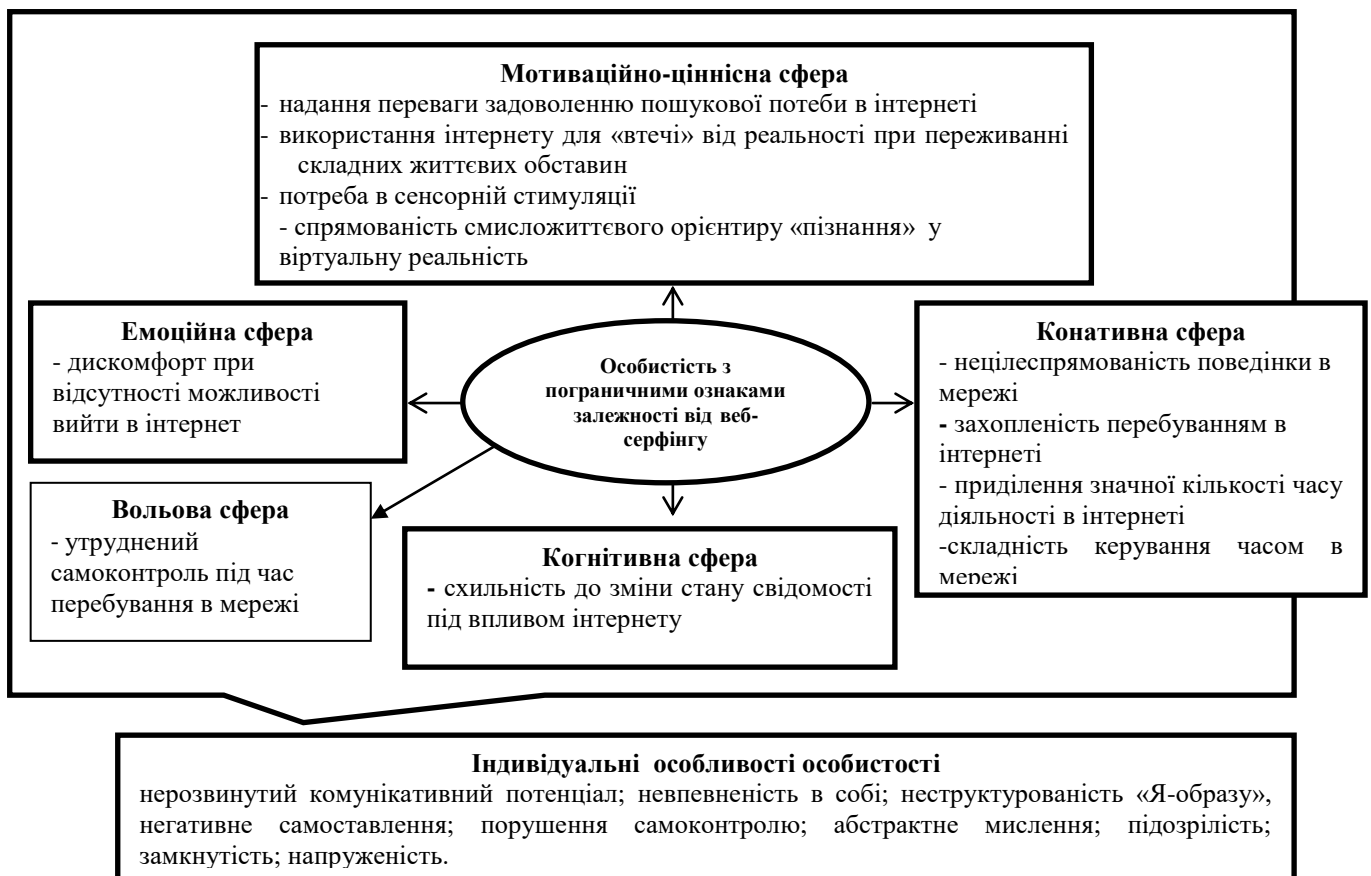 Мотиваційно-ціннісна сфера
- надання переваги задоволенню пошукової потеби в інтернеті
- використання інтернету для «втечі» від реальності при переживанні
складних життєвих обставин
- потреба в сенсорній стимуляції
- спрямованість смисложиттєвого орієнтиру «пізнання» у
віртуальну реальність
Емоційна сфера
- дискомфорт при
відсутності можливості
вийти в інтернет
Особистість з
пограничними ознаками
залежності від веб-
серфінгу
Конативна сфера
- нецілеспрямованість поведінки в
мережі
- захопленість перебуванням в
інтернеті
- приділення значної кількості часу
діяльності в інтернеті
-складність керування часом в
мережі
Вольова сфера
- утруднений
самоконтроль під час
перебування в мережі
Когнітивна сфера
- схильність до зміни стану свідомості
під впливом інтернету
Індивідуальні особливості особистості
нерозвинутий комунікативний потенціал; невпевненість в собі; неструктурованість «Я-образу»,
негативне самоставлення; порушення самоконтролю; абстрактне мислення; підозрілість;
замкнутість; напруженість.